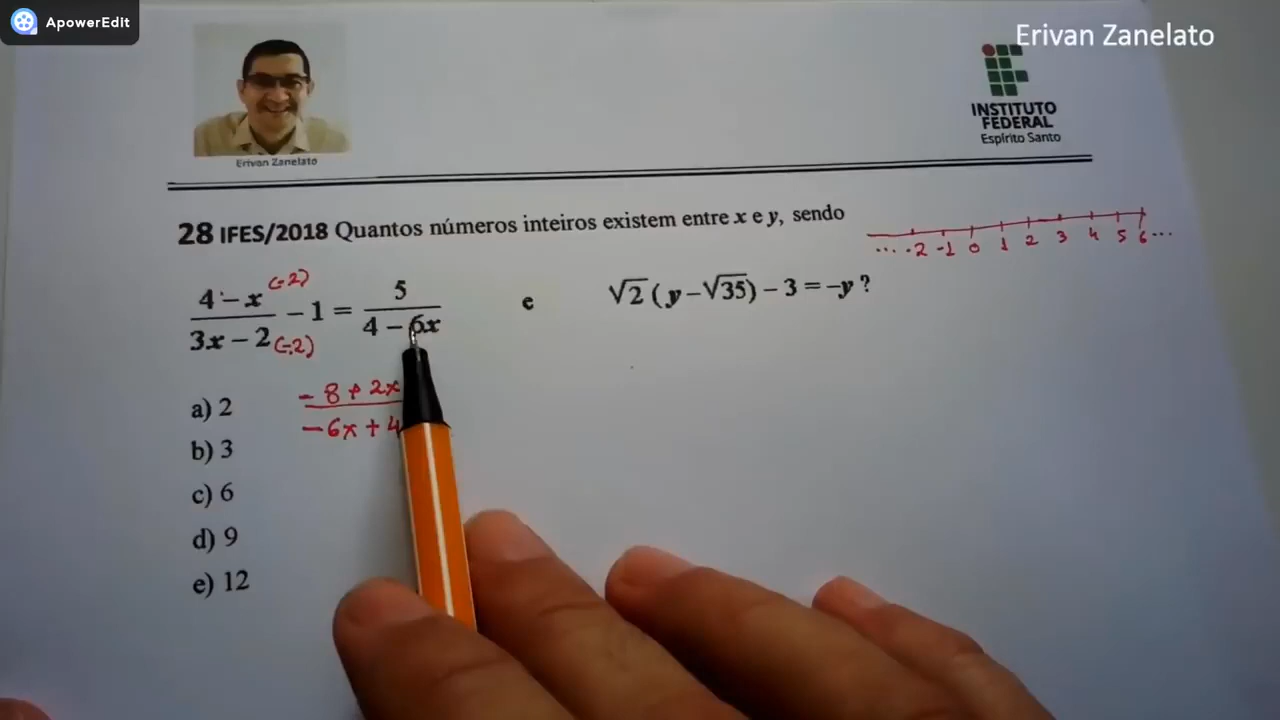 ApowerEdit
Erivan Zanelato
INSTITUTO
FEDERAL
Espírito Santo
Erivan Zanelato
28 IFES/2018 Quantos números inteiros existem entre x e y, sendo
... -2 -1 0 1 2 3 4 5 6 ...
4 - x (-2)
3x - 2 (-2)
- 1 =
5
4 - 6x
e
√2 (y - √35) - 3 = -y ?
a) 2
- 8 + 2x
- 6x + 4
b) 3
c) 6
d) 9
e) 12